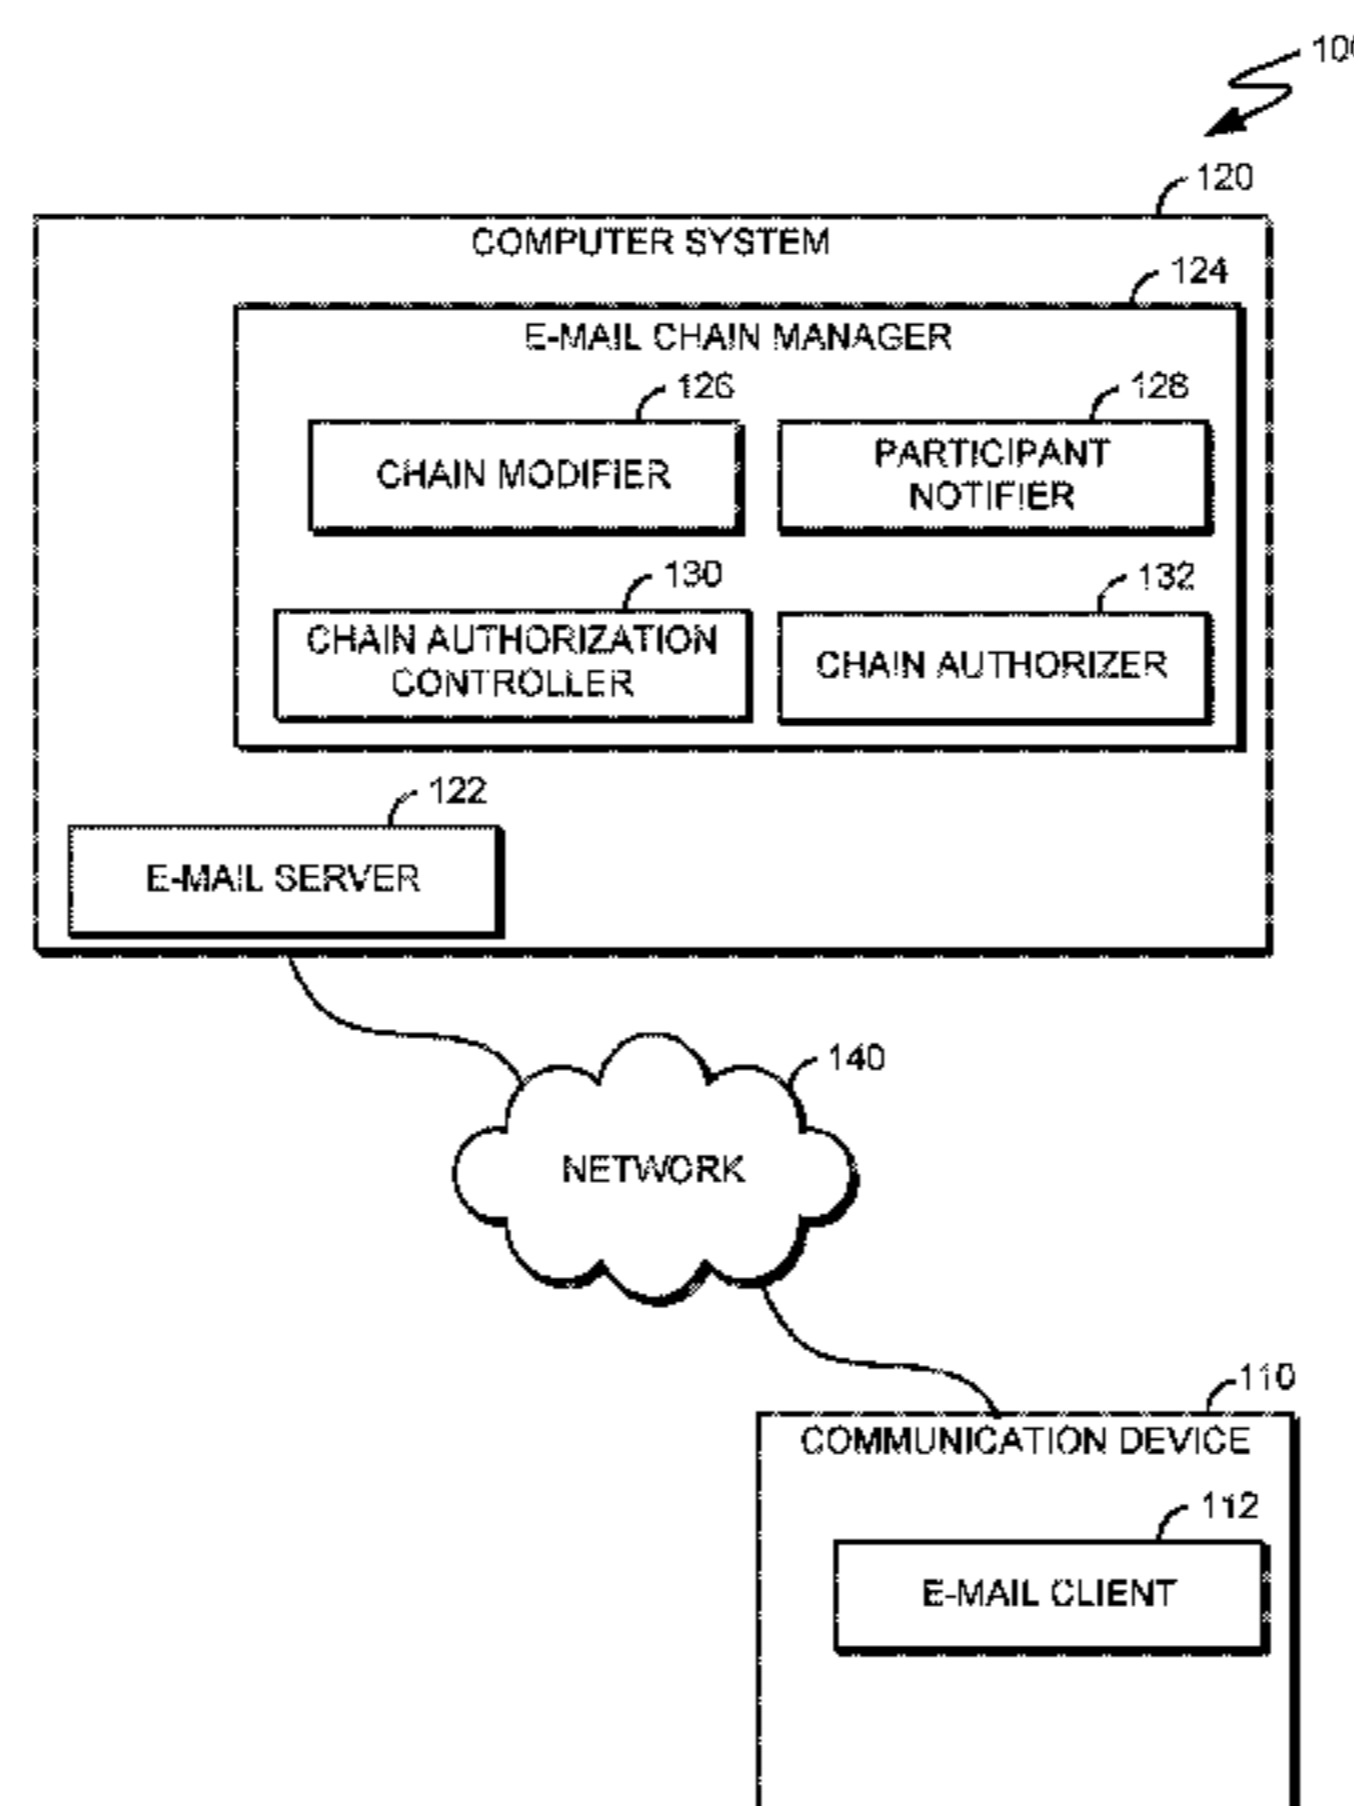 120
COMPUTER SYSTEM
124
E-MAIL CHAIN MANAGER
126
128
CHAIN MODIFIER
PARTICIPANT
NOTIFIER
130
132
CHAIN AUTHORIZATION
CONTROLLER
CHAIN AUTHORIZER
122
E-MAIL SERVER
140
NETWORK
110
COMMUNICATION DEVICE
112
E-MAIL CLIENT